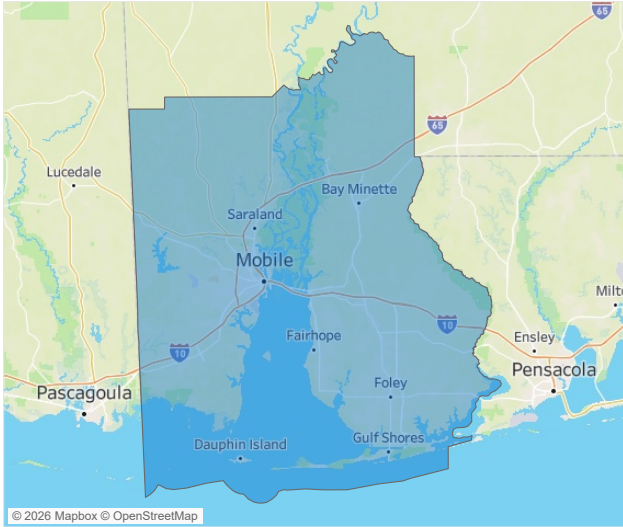 65
65
Lucedale
Bay Minette
Saraland
Mobile
10
Fairhope
10
Ensley
Pensacola
Foley
Pascagoula
Dauphin Island
Gulf Shores
Milt
© 2026 Mapbox © OpenStreetMap